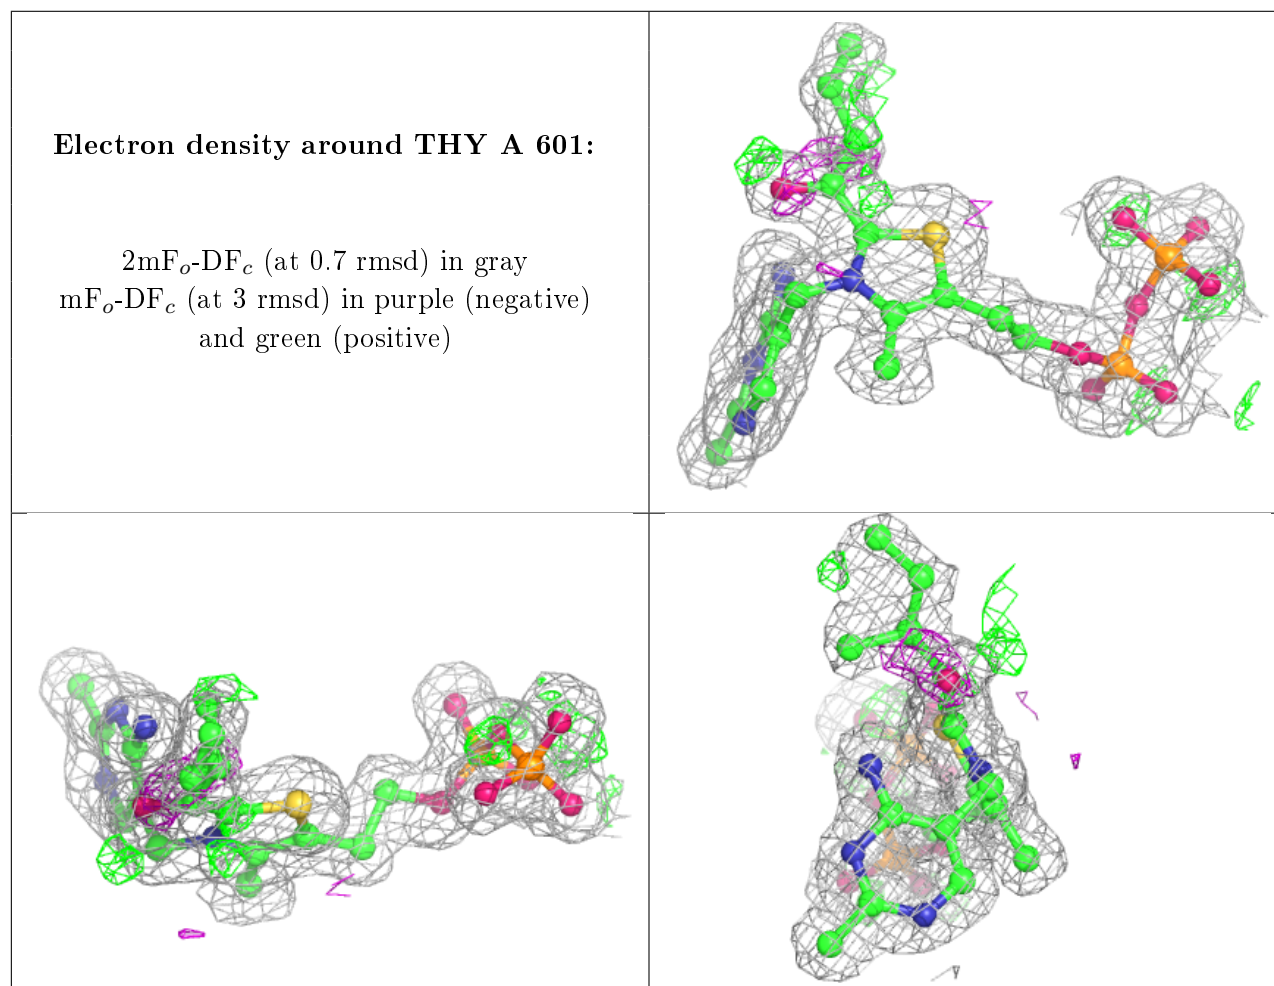 Electron density around THY A 601:
2mFₒ-DF𝒸 (at 0.7 rmsd) in gray
mFₒ-DF𝒸 (at 3 rmsd) in purple (negative)
and green (positive)